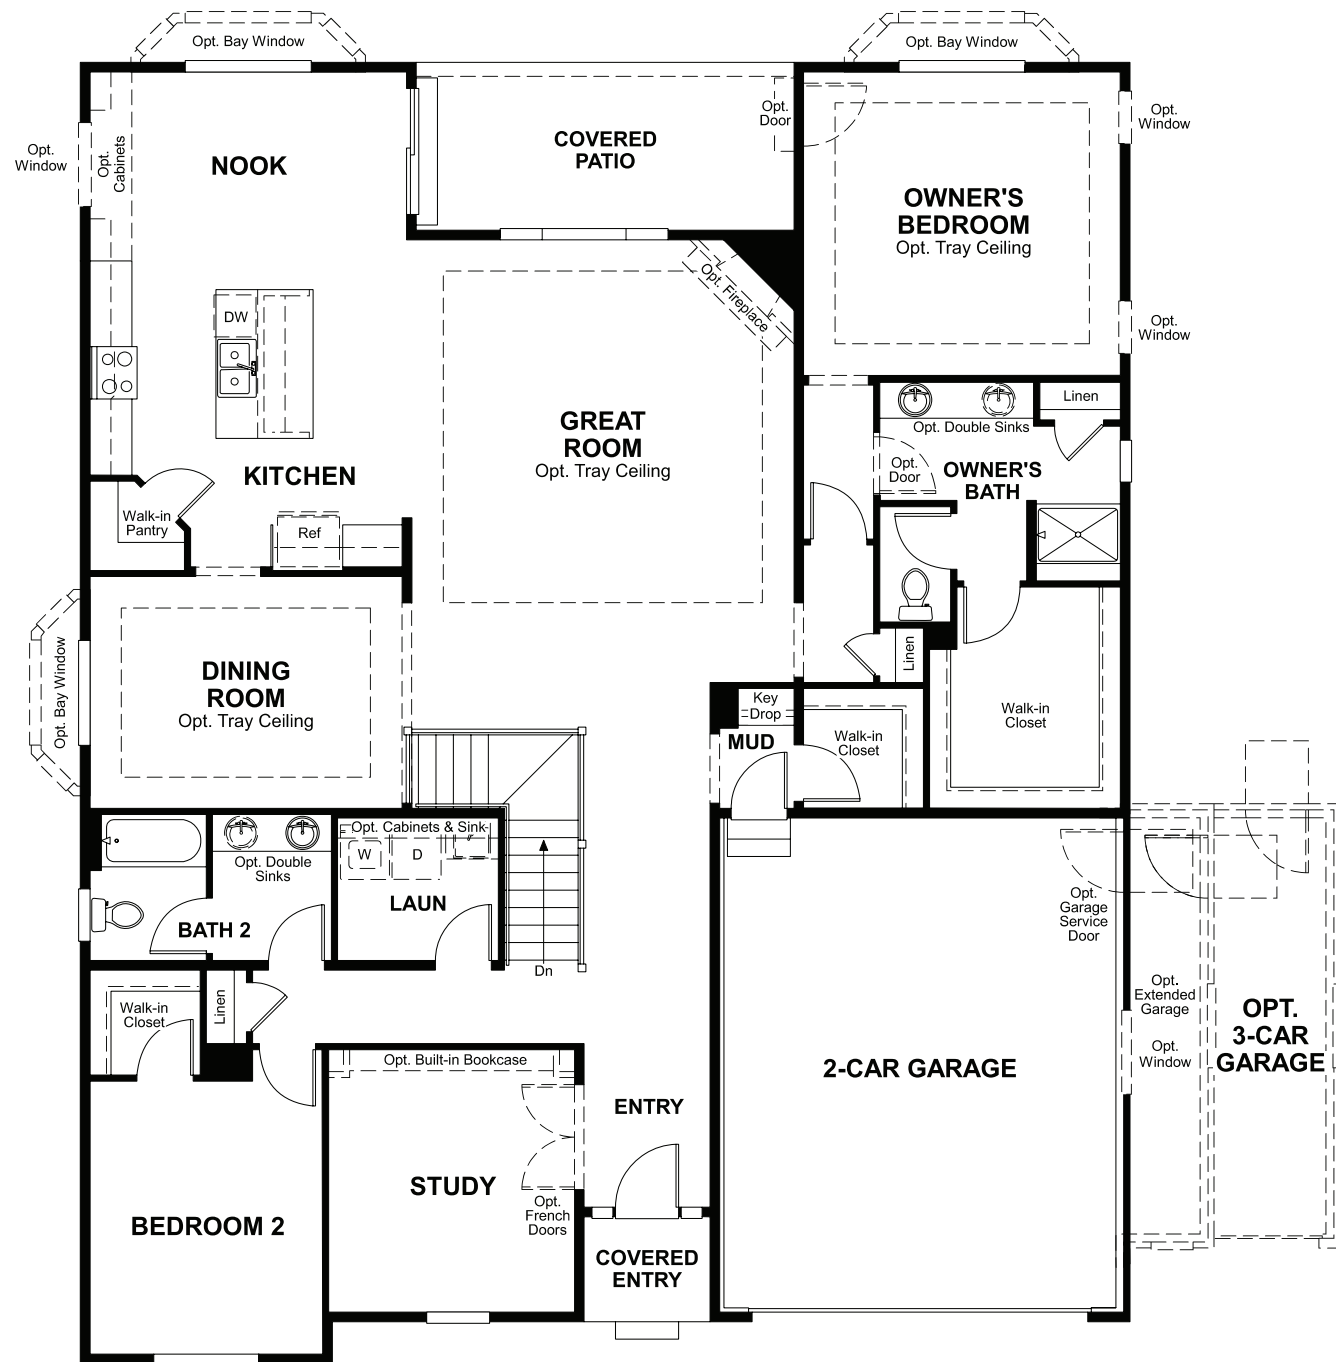 Opt. Bay Window
Opt. Bay Window
Opt.
Window
Opt.
Cabinets
NOOK
COVERED
PATIO
Opt.
Door
OWNER'S
BEDROOM
Opt. Tray Ceiling
Opt.
Window
Opt.
Window
DW
Opt. Fireplace
GREAT
ROOM
Opt. Tray Ceiling
KITCHEN
Walk-in
Pantry
Ref
Linen
Opt. Double Sinks
Opt.
Door
OWNER'S
BATH
Opt. Bay Window
DINING
ROOM
Opt. Tray Ceiling
Linen
Key
Drop
MUD
Walk-in
Closet
Walk-in
Closet
Opt. Double
Sinks
BATH 2
Opt. Cabinets & Sink
W
D
LAUN
Dn
Opt.
Garage
Service
Door
Walk-in
Closet
Linen
Opt.
Extended
Garage
Opt.
Window
OPT.
3-CAR
GARAGE
2-CAR GARAGE
Opt. Built-in Bookcase
ENTRY
STUDY
Opt.
French
Doors
BEDROOM 2
COVERED
ENTRY